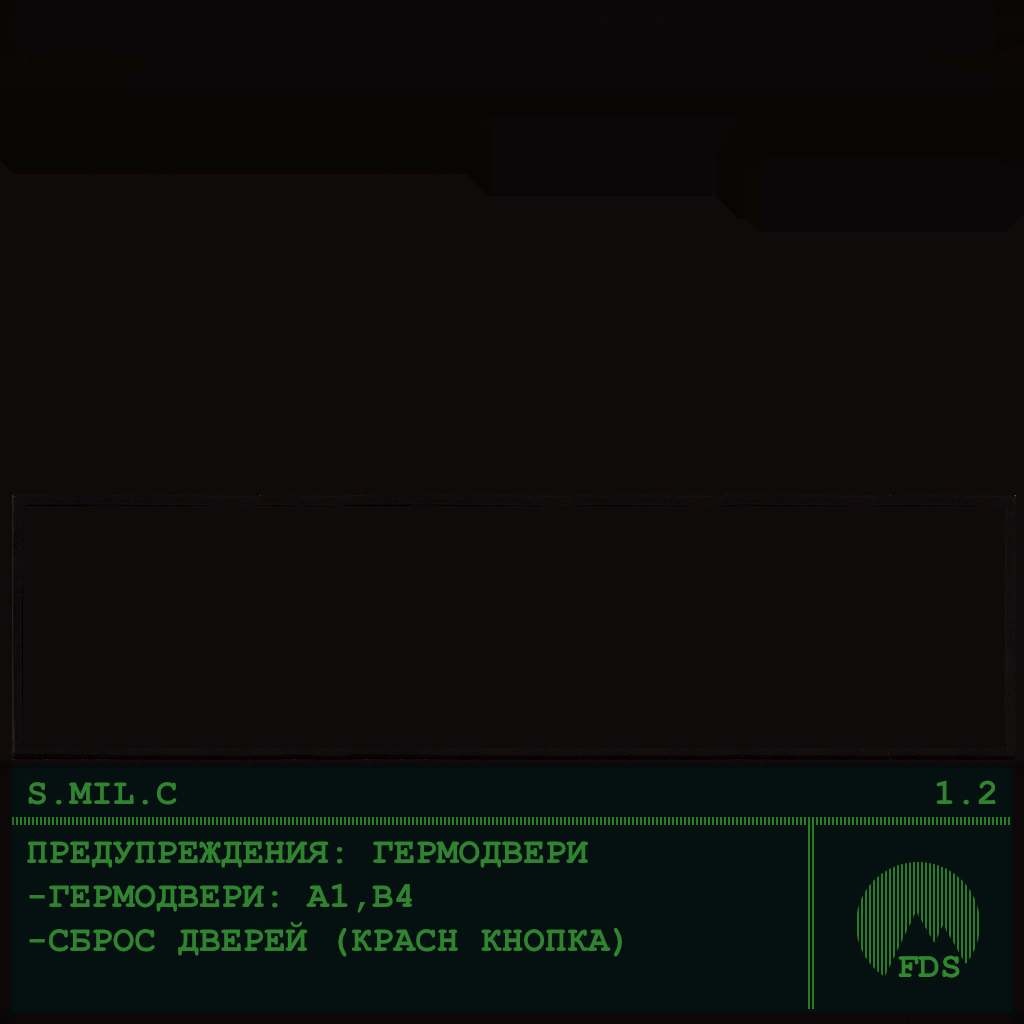 S.MIL.C 1.2
ПРЕДУПРЕЖДЕНИЯ: ГЕРМОДВЕРИ
-ГЕРМОДВЕРИ: A1,B4
-СБРОС ДВЕРЕЙ (КРАСН КНОПКА)
FDS